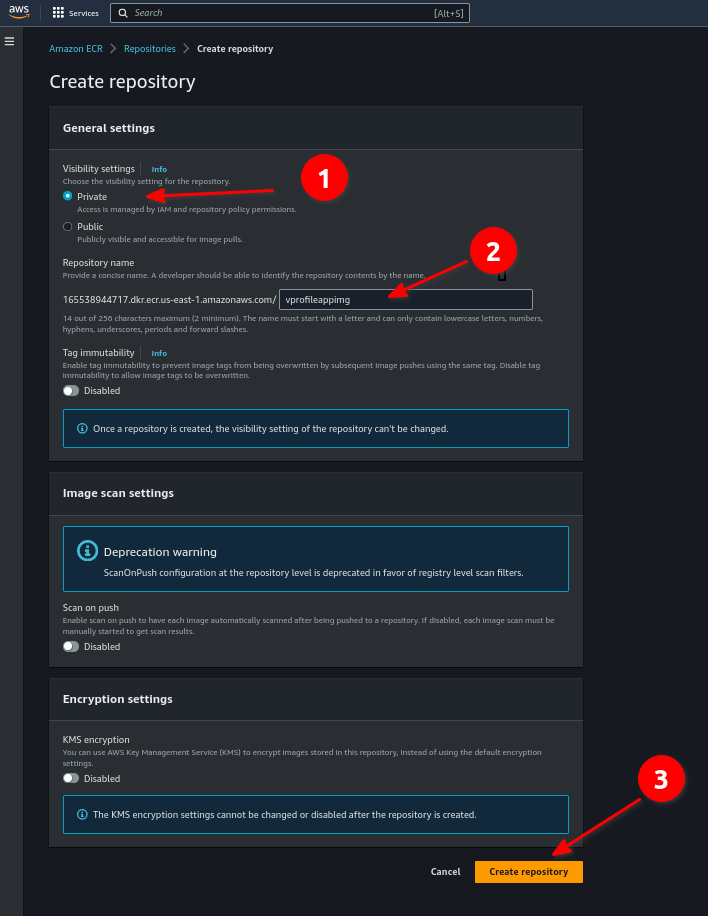 aws
Services
Search
[Alt+S]
Amazon ECR > Repositories > Create repository
Create repository
General settings
Visibility settings | Info
Choose the visibility setting for the repository.
1
Private
Access is managed by IAM and repository policy permissions.
Public
Publicly visible and accessible for image pulls.
2
Repository name
Provide a concise name. A developer should be able to identify the repository contents by the name.
165538944717.dkr.ecr.us-east-1.amazonaws.com/ vprofileappimg
14 out of 256 characters maximum (2 minimum). The name must start with a letter and can only contain lowercase letters, numbers,
hyphens, underscores, periods and forward slashes.
Tag immutability | Info
Enable tag immutability to prevent image tags from being overwritten by subsequent image pushes using the same tag. Disable tag
immutability to allow image tags to be overwritten.
Disabled
Once a repository is created, the visibility setting of the repository can't be changed.
Image scan settings
Deprecation warning
ScanOnPush configuration at the repository level is deprecated in favor of registry level scan filters.
Scan on push
Enable scan on push to have each image automatically scanned after being pushed to a repository. If disabled, each image scan must be
manually started to get scan results.
Disabled
Encryption settings
KMS encryption
You can use AWS Key Management Service (KMS) to encrypt images stored in this repository, instead of using the default encryption
settings.
Disabled
3
The KMS encryption settings cannot be changed or disabled after the repository is created.
Cancel
Create repository